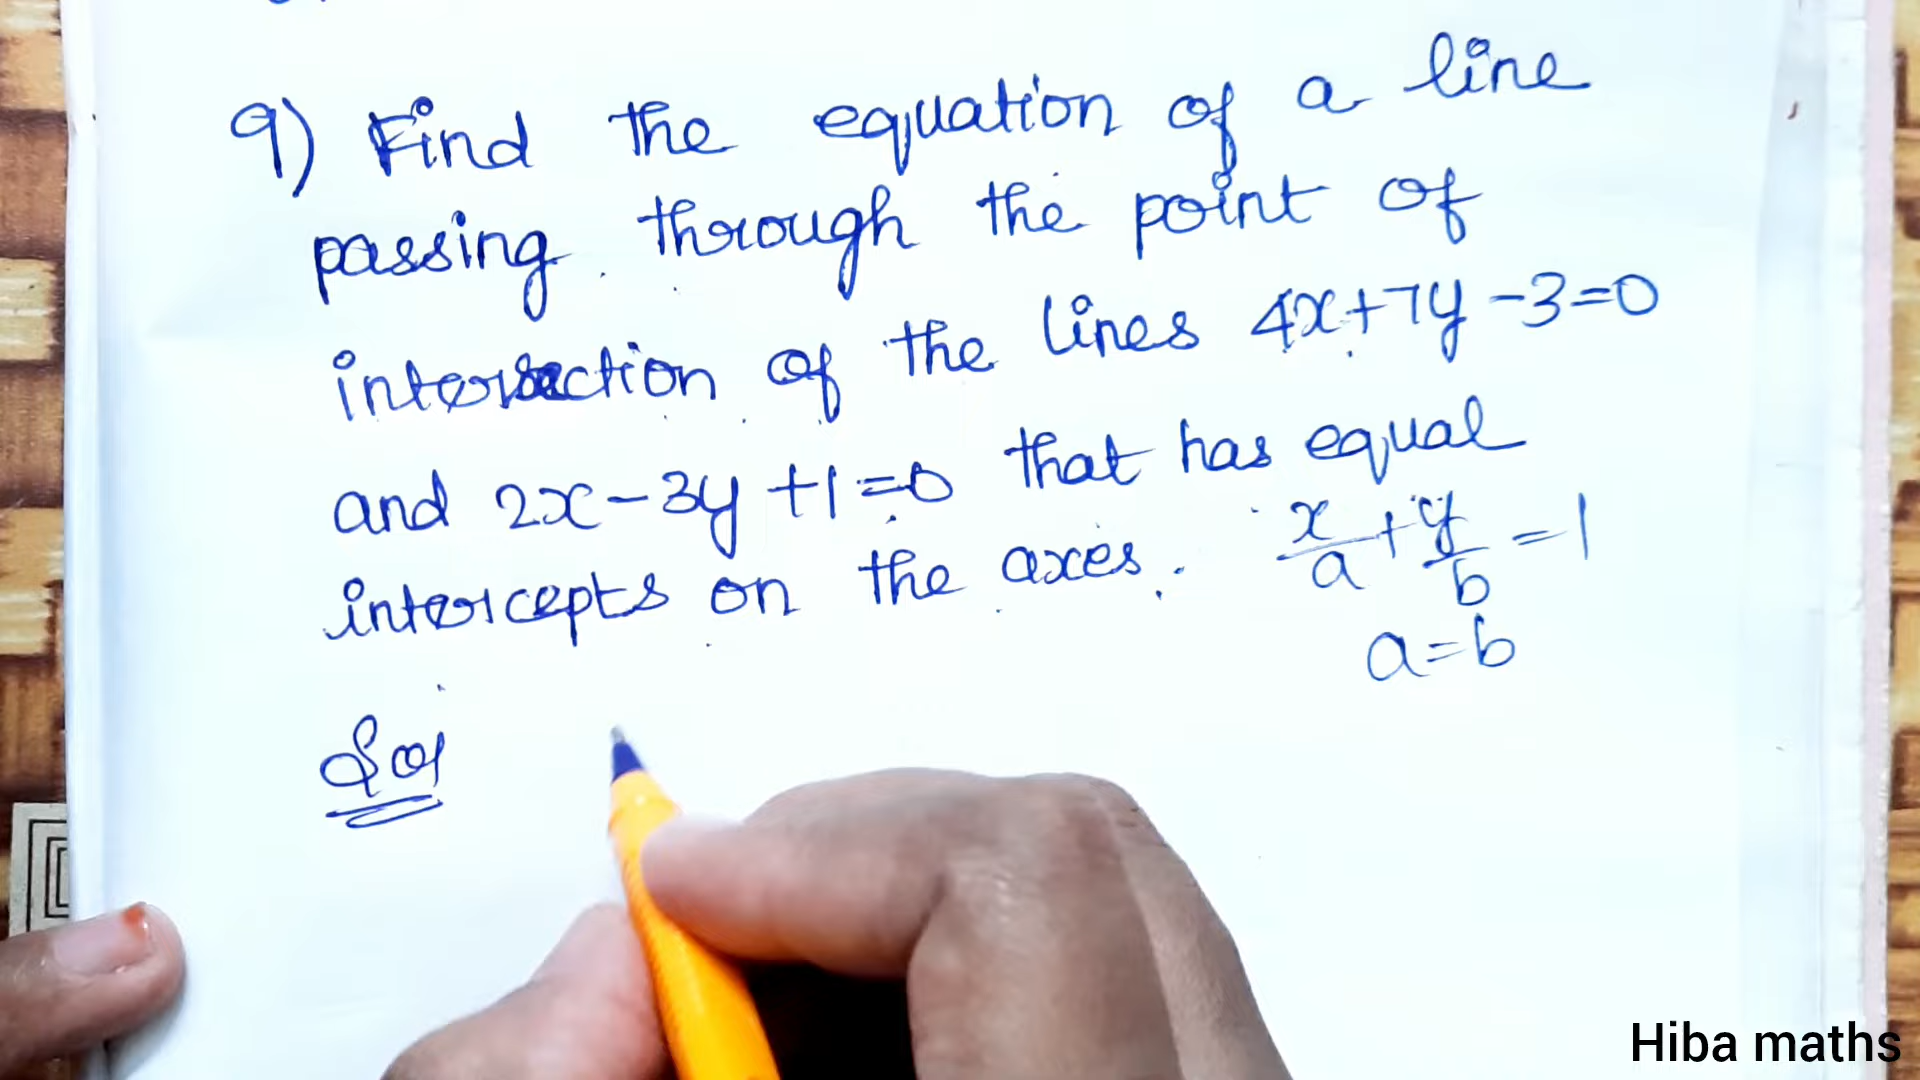 9) Find the equation of a line
passing through the point of
intersection of the lines 4x+7y-3=0
and 2x-3y+1=0 that has equal
intercepts on the axes.
x/a + y/b = 1
a=b
Sol
Hiba maths